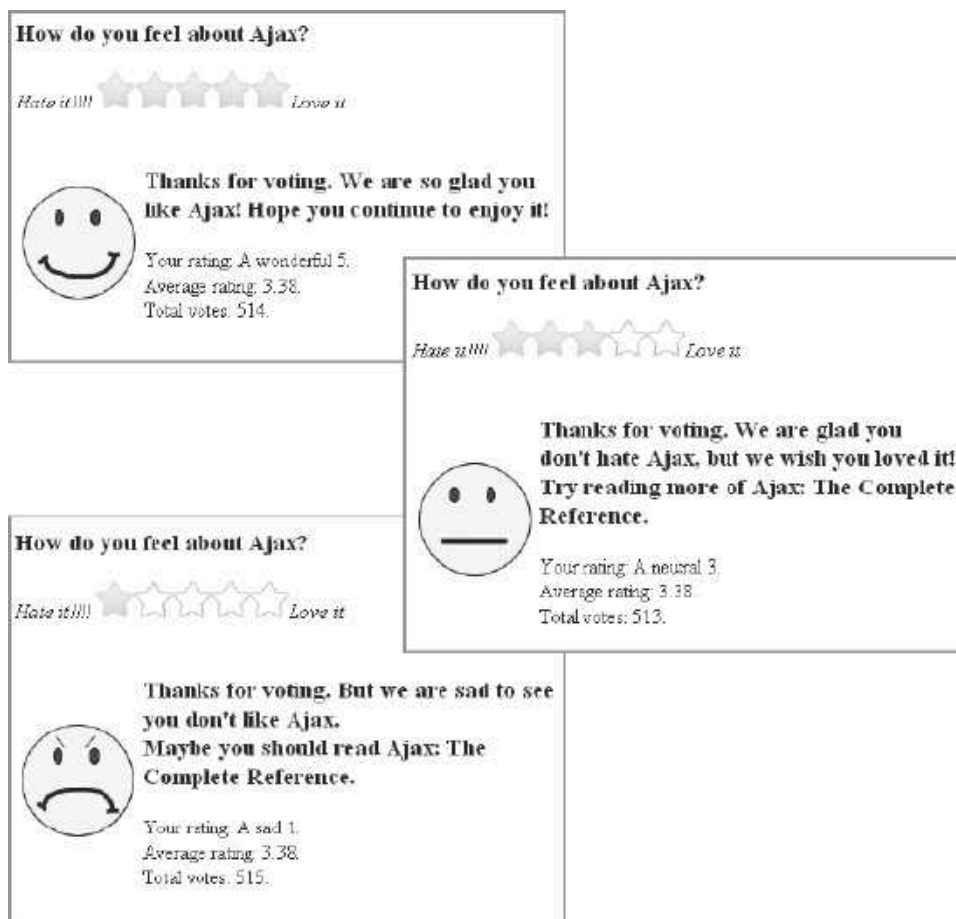 How do you feel about Ajax?
Hate it!!!! Love it
Thanks for voting. We are so glad you
like Ajax! Hope you continue to enjoy it!
Your rating: A wonderful 5.
Average rating: 3.38.
Total votes: 514.
How do you feel about Ajax?
Hate it!!!! Love it
Thanks for voting. We are glad you
don't hate Ajax, but we wish you loved it!
Try reading more of Ajax: The Complete
Reference.
Your rating: A neutral 3.
Average rating: 3.38.
Total votes: 513.
How do you feel about Ajax?
Hate it!!!! Love it
Thanks for voting. But we are sad to see
you don't like Ajax.
Maybe you should read Ajax: The
Complete Reference.
Your rating: A sad 1.
Average rating: 3.38.
Total votes: 515.